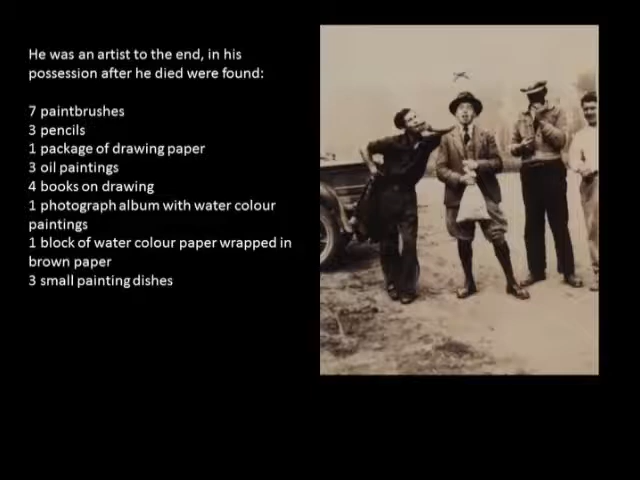 He was an artist to the end, in his
possession after he died were found:
7 paintbrushes
3 pencils
1 package of drawing paper
3 oil paintings
4 books on drawing
1 photograph album with water colour
paintings
1 block of water colour paper wrapped in
brown paper
3 small painting dishes